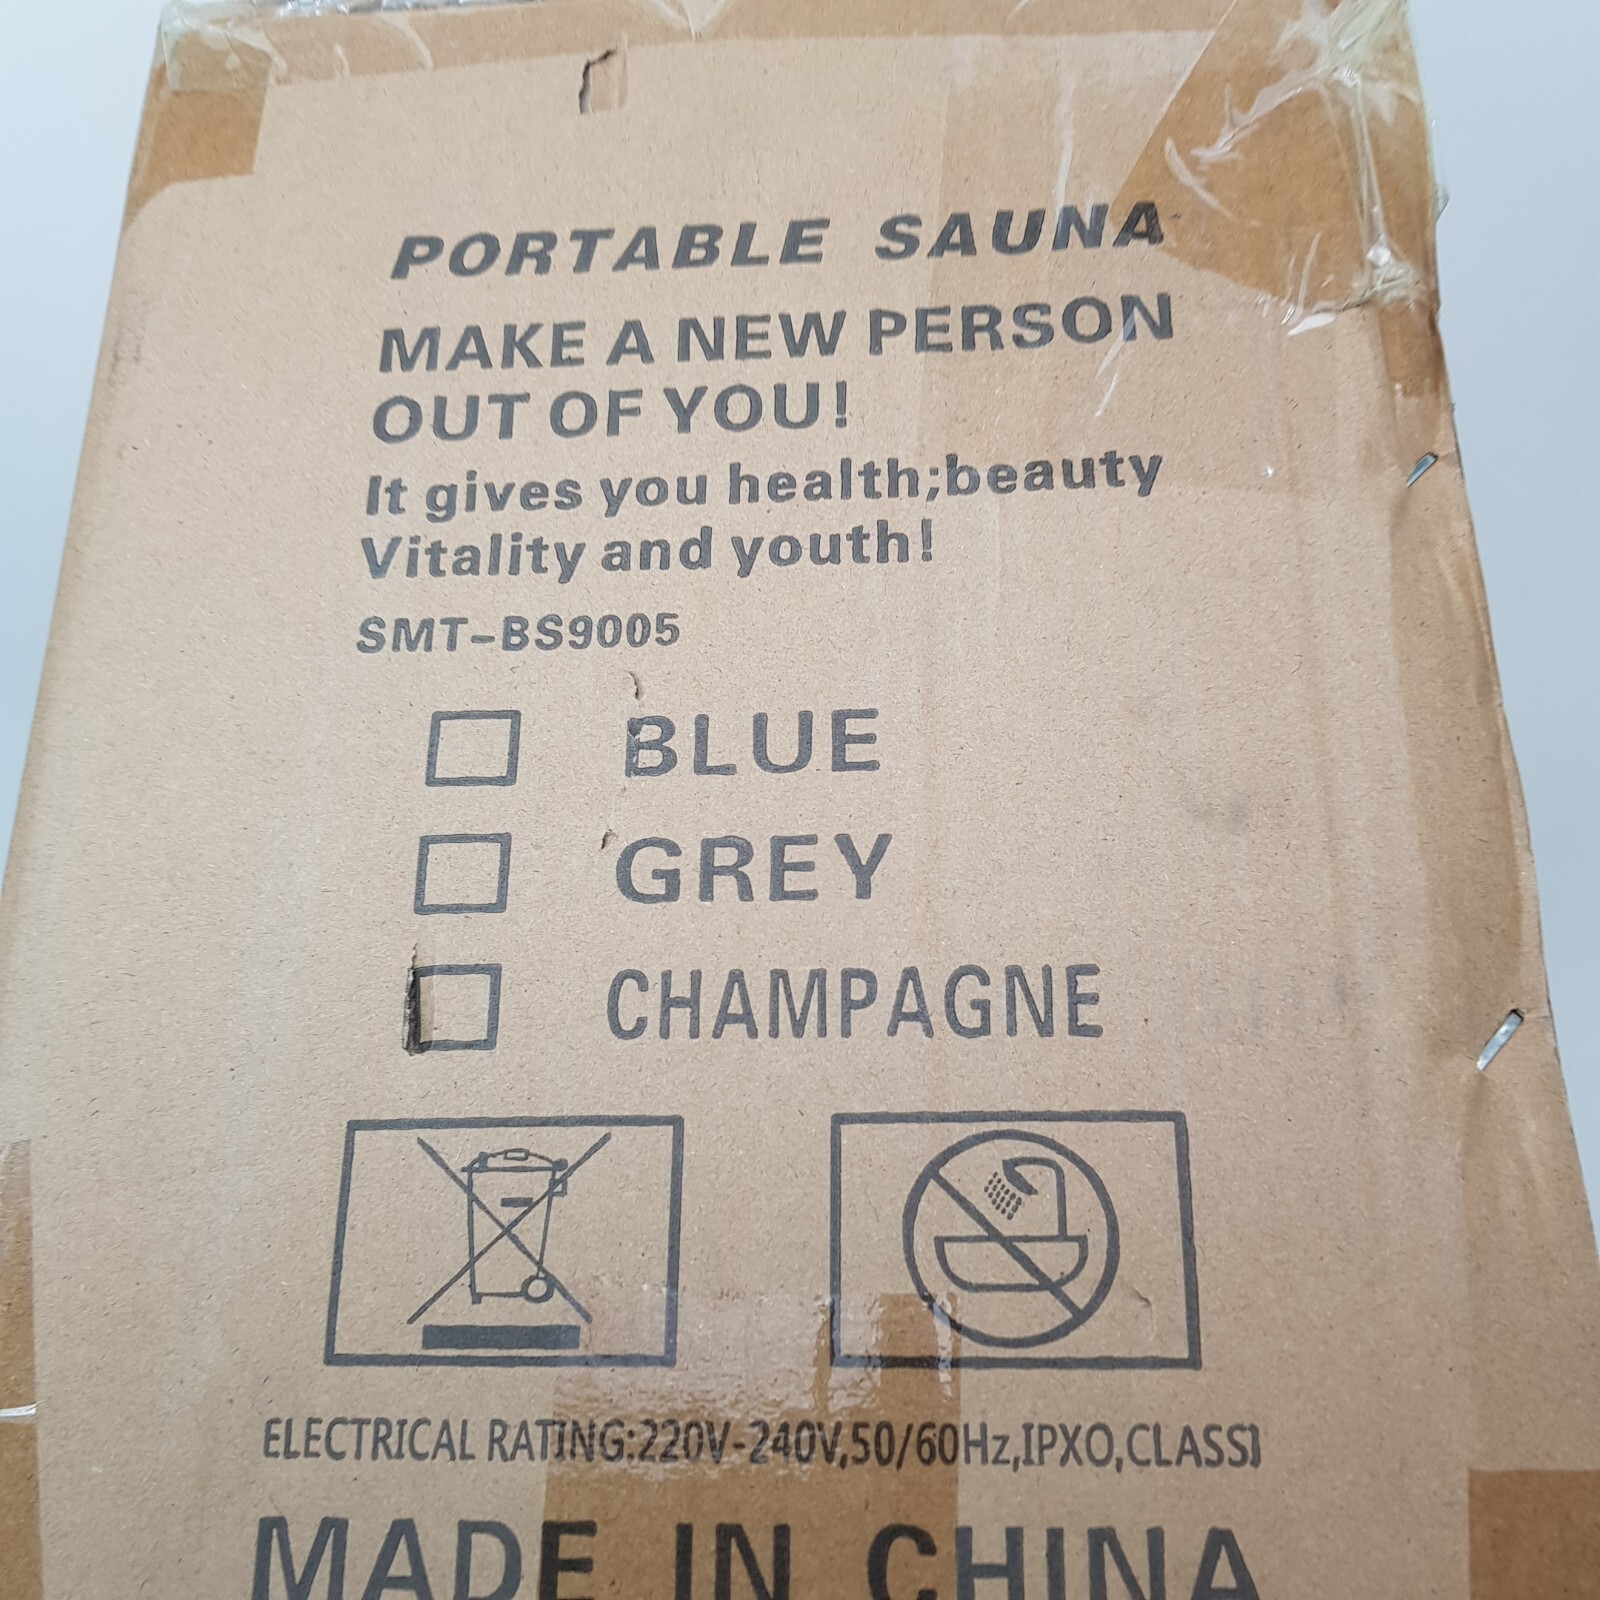 PORTABLE SAUNA
MAKE A NEW PERSON
OUT OF YOU!
It gives you health;beauty
Vitality and youth!
SMT-BS9005
BLUE
GREY
CHAMPAGNE
ELECTRICAL RATING:220V-240V,50/60Hz,IPXO,CLASSI
MADE IN CHINA